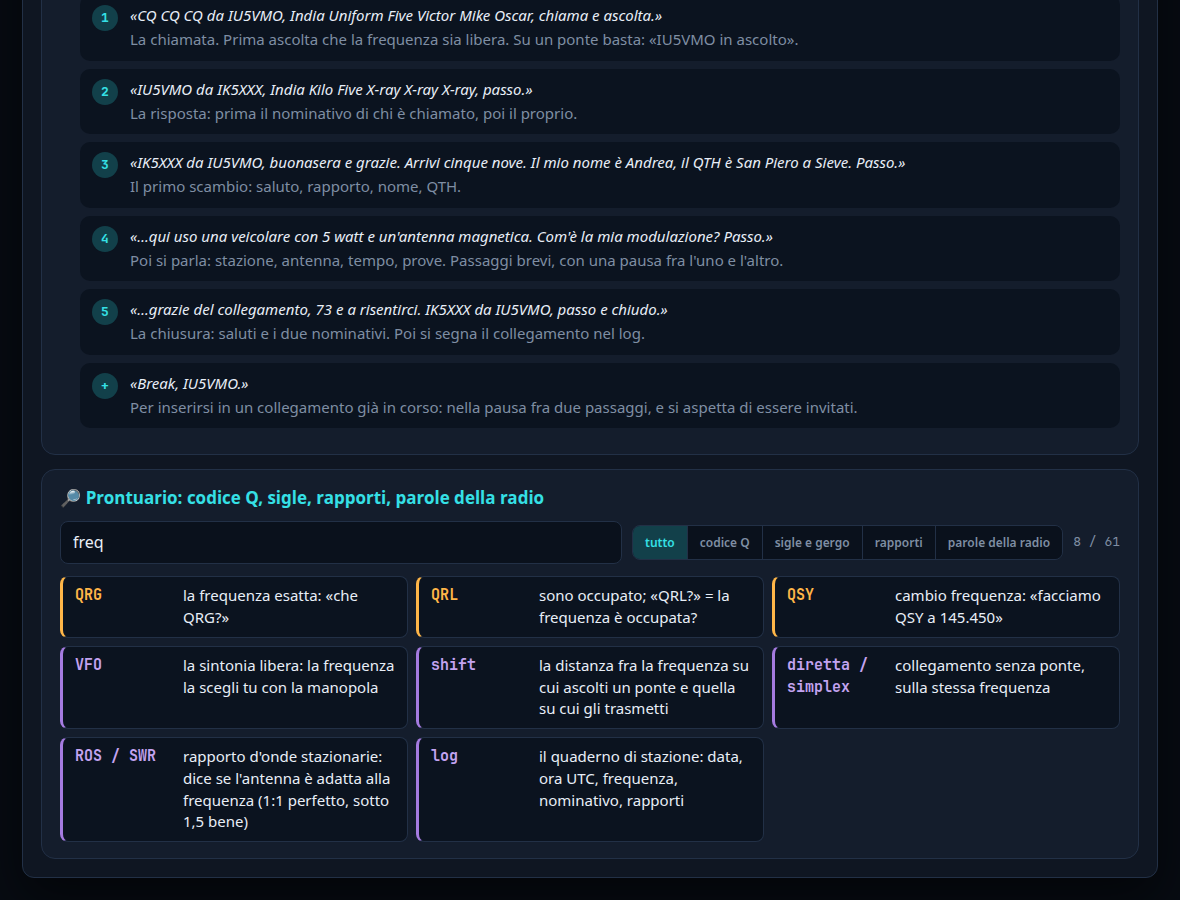 1 «CQ CQ CQ da IU5VMO, India Uniform Five Victor Mike Oscar, chiama e ascolta.»
La chiamata. Prima ascolta che la frequenza sia libera. Su un ponte basta: «IU5VMO in ascolto».
2 «IU5VMO da IK5XXX, India Kilo Five X-ray X-ray X-ray, passo.»
La risposta: prima il nominativo di chi è chiamato, poi il proprio.
3 «IK5XXX da IU5VMO, buonasera e grazie. Arrivi cinque nove. Il mio nome è Andrea, il QTH è San Piero a Sieve. Passo.»
Il primo scambio: saluto, rapporto, nome, QTH.
4 «...qui uso una veicolare con 5 watt e un'antenna magnetica. Com'è la mia modulazione? Passo.»
Poi si parla: stazione, antenna, tempo, prove. Passaggi brevi, con una pausa fra l'uno e l'altro.
5 «...grazie del collegamento, 73 e a risentirci. IK5XXX da IU5VMO, passo e chiudo.»
La chiusura: saluti e i due nominativi. Poi si segna il collegamento nel log.
+ «Break, IU5VMO.»
Per inserirsi in un collegamento già in corso: nella pausa fra due passaggi, e si aspetta di essere invitati.
🔎 Prontuario: codice Q, sigle, rapporti, parole della radio
freq
tutto codice Q sigle e gergo rapporti parole della radio 8 / 61
QRG
la frequenza esatta: «che
QRG?»
QRL
sono occupato; «QRL?» = la
frequenza è occupata?
QSY
cambio frequenza: «facciamo
QSY a 145.450»
VFO
la sintonia libera: la frequenza
la scegli tu con la manopola
shift
la distanza fra la frequenza su
cui ascolti un ponte e quella
su cui gli trasmetti
diretta /
simplex
collegamento senza ponte,
sulla stessa frequenza
ROS / SWR
rapporto d'onde stazionarie:
dice se l'antenna è adatta alla
frequenza (1:1 perfetto, sotto
1,5 bene)
log
il quaderno di stazione: data,
ora UTC, frequenza,
nominativo, rapporti